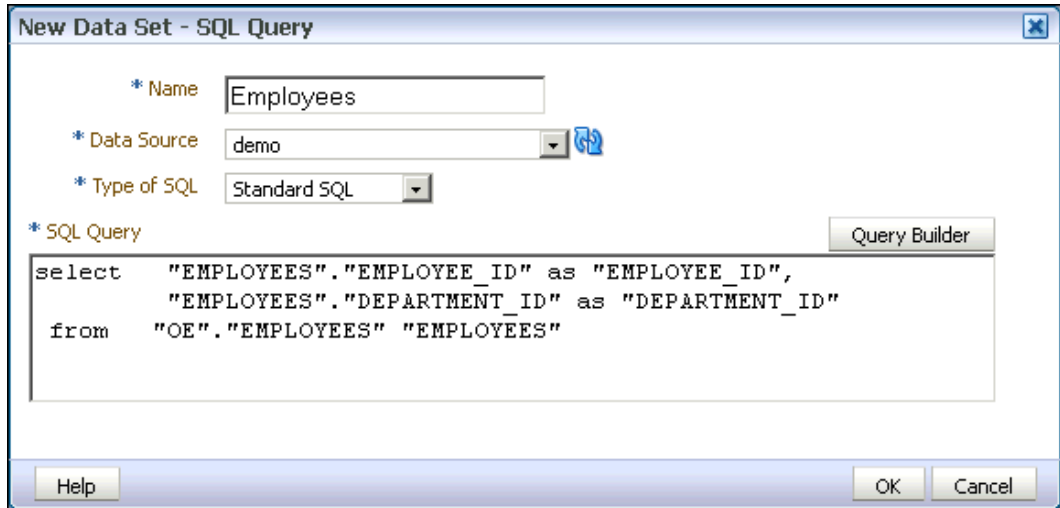 New Data Set - SQL Query
* Name Employees
* Data Source demo
* Type of SQL Standard SQL
* SQL Query Query Builder
select "EMPLOYEES"."EMPLOYEE_ID" as "EMPLOYEE_ID",
"EMPLOYEES"."DEPARTMENT_ID" as "DEPARTMENT_ID"
from "OE"."EMPLOYEES" "EMPLOYEES"
Help OK Cancel